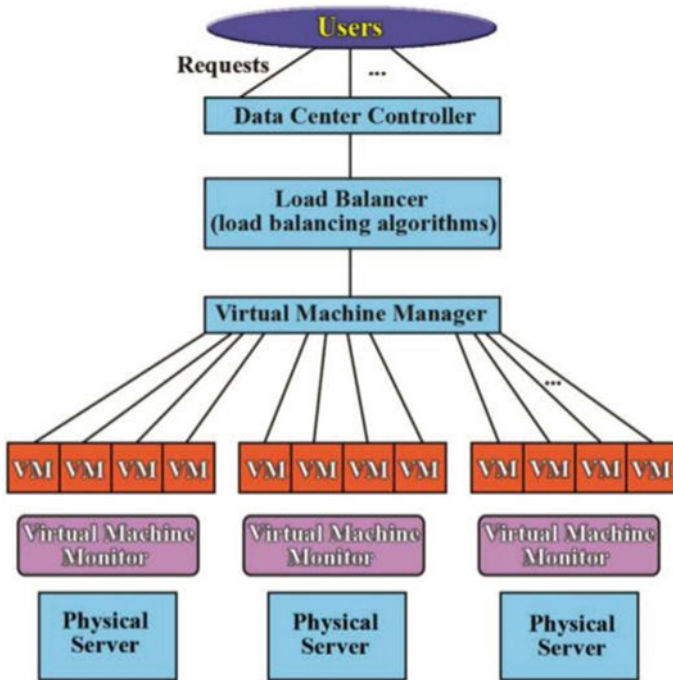 Users
Requests
...
Data Center Controller
Load Balancer
(load balancing algorithms)
Virtual Machine Manager
...
VM VM VM VM VM VM VM VM VM VM VM VM
Virtual Machine Monitor
Virtual Machine Monitor
Virtual Machine Monitor
Physical Server
Physical Server
Physical Server